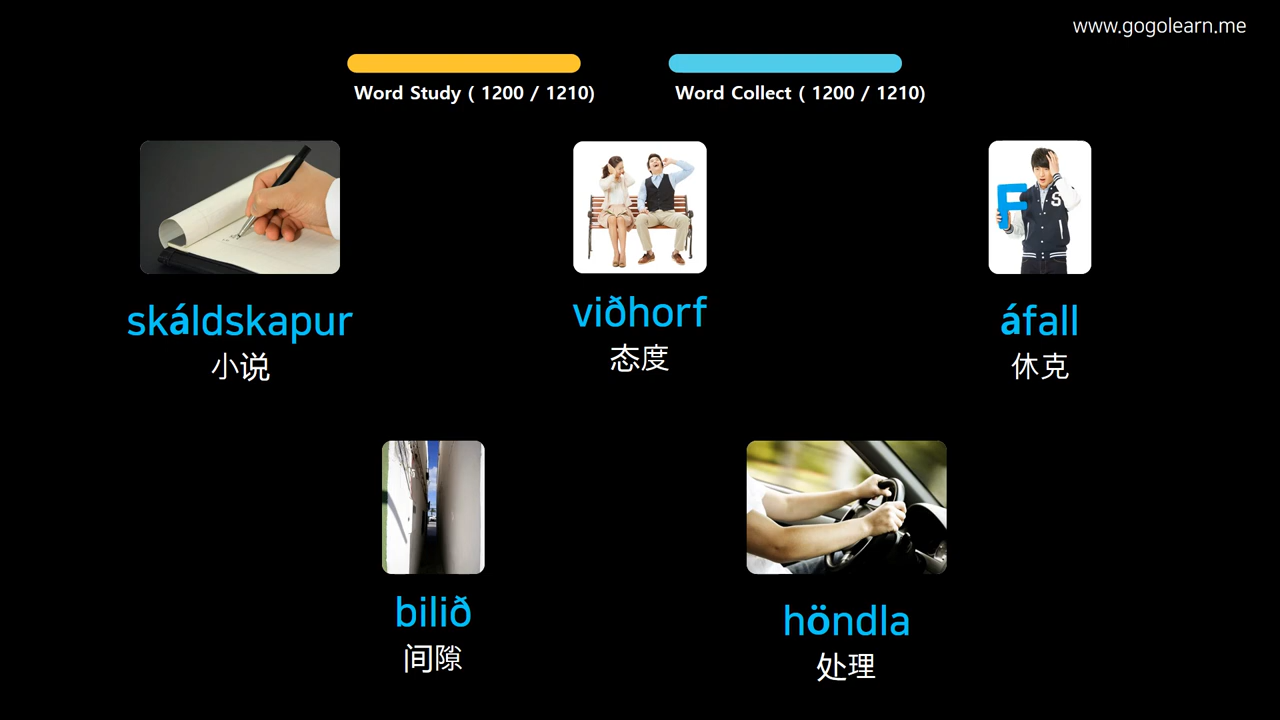 www.gogolearn.me
Word Study ( 1200 / 1210)
Word Collect ( 1200 / 1210)
F
S
skáldskapur
小说
viðhorf
态度
áfall
休克
bilið
间隙
höndla
处理